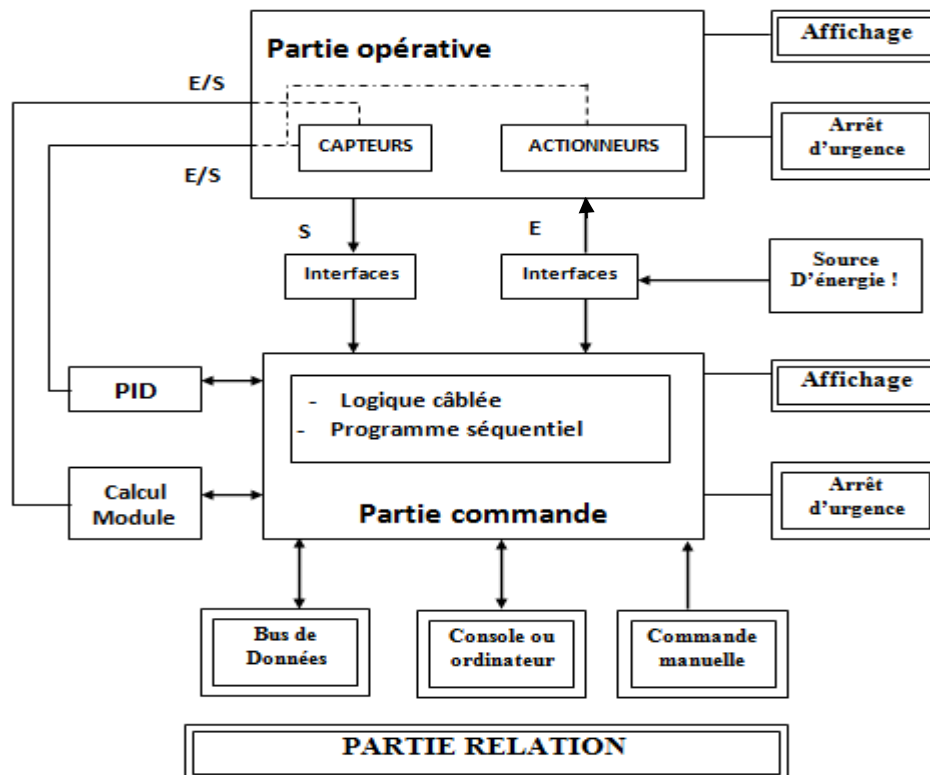 Partie opérative
Affichage
E/S
CAPTEURS
ACTIONNEURS
Arrêt
d'urgence
E/S
S
E
Interfaces
Interfaces
Source
D'énergie !
PID
- Logique câblée
- Programme séquentiel
Affichage
Calcul
Module
Partie commande
Arrêt
d'urgence
Bus de
Données
Console ou
ordinateur
Commande
manuelle
PARTIE RELATION